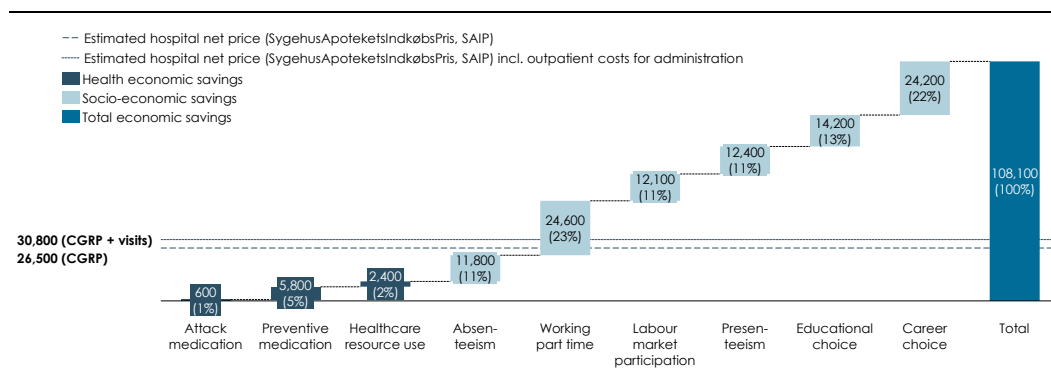 Estimated hospital net price (SygehusApoteketsIndkøbsPris, SAIP)
Estimated hospital net price (SygehusApoteketsIndkøbsPris, SAIP) incl. outpatient costs for administration
Health economic savings
Socio-economic savings
Total economic savings
24,200
(22%)
14,200
(13%)
12,400
(11%)
12,100
(11%)
108,100
(100%)
24,600
(23%)
30,800 (CGRP + visits)
26,500 (CGRP)
11,800
(11%)
2,400
(2%)
5,800
(5%)
600
(1%)
Attack
medication
Preventive
medication
Healthcare
resource use
Absen-
teeism
Working
part time
Labour
market
participation
Presen-
teeism
Educational
choice
Career
choice
Total